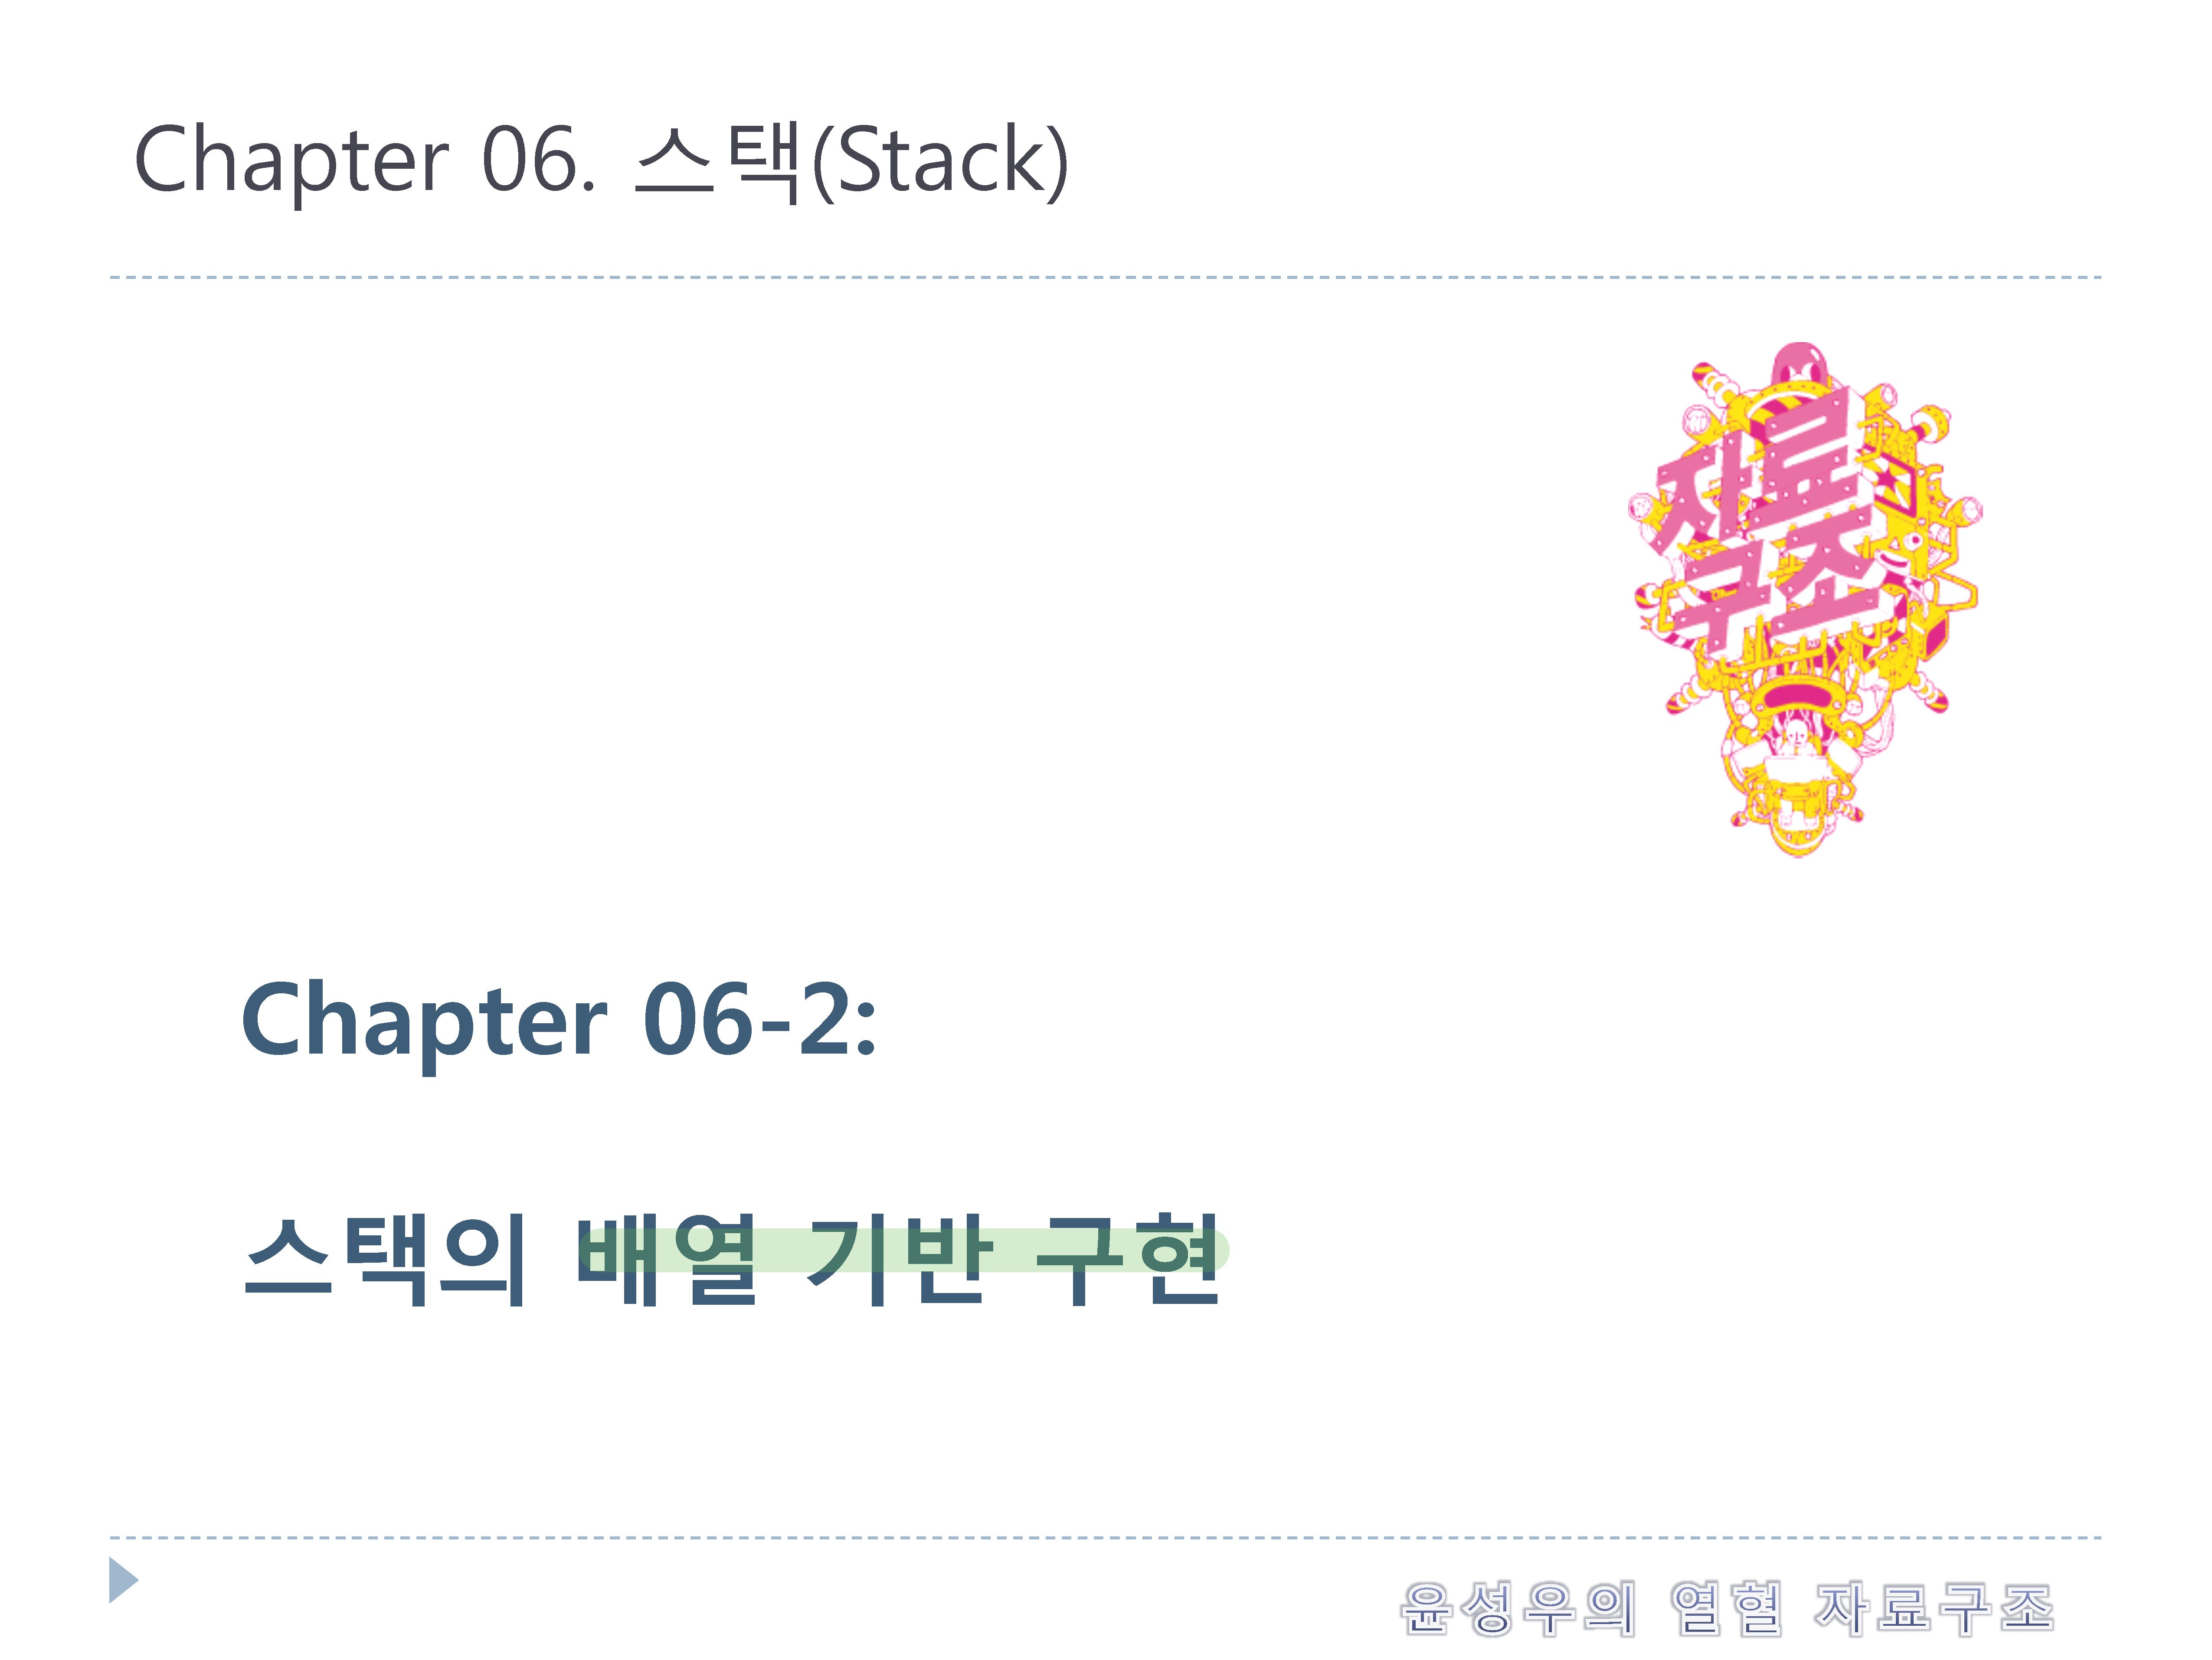 Chapter 06. 스택(Stack)
자료
구조
Chapter 06-2:
스택의 배열 기반 구현
윤성우의 열혈 자료구조